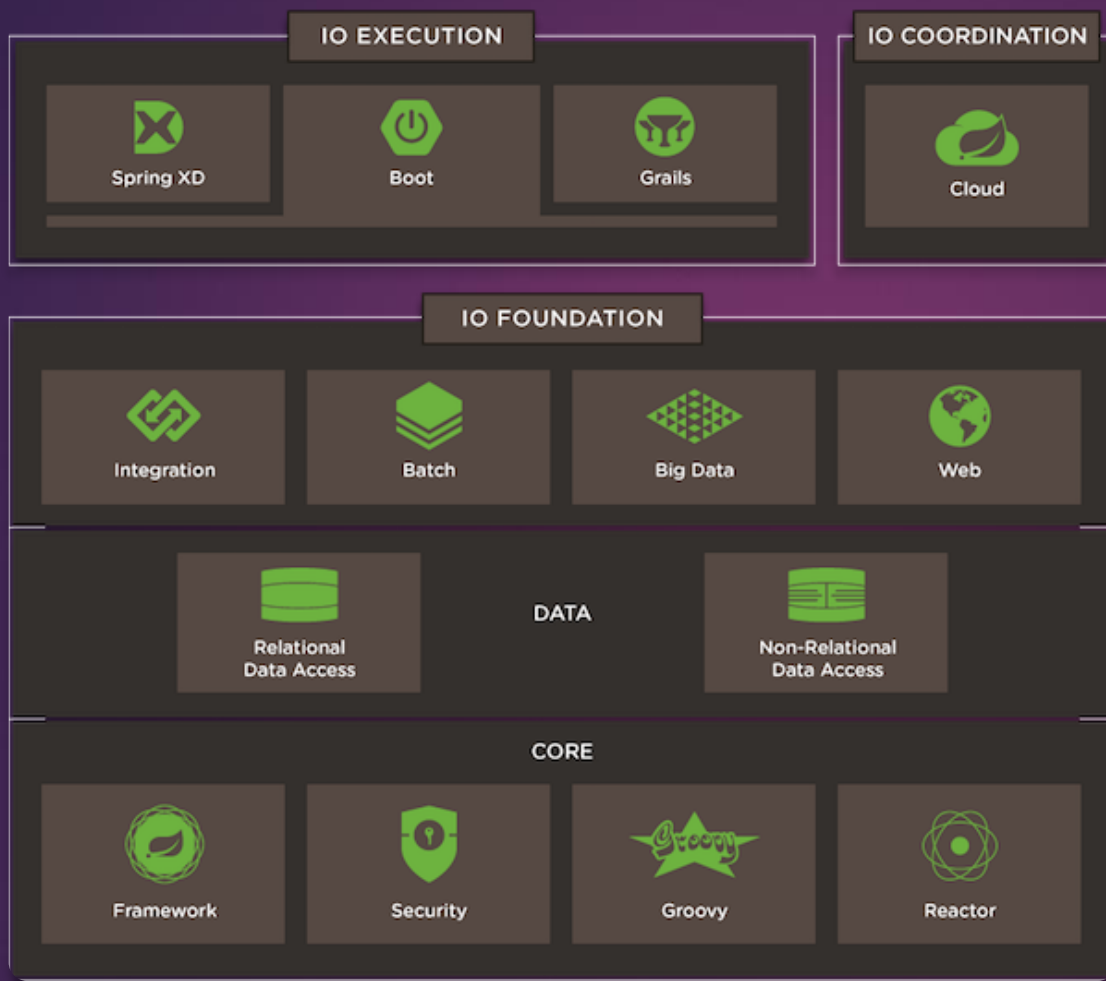 IO EXECUTION
IO COORDINATION
Spring XD
Boot
Grails
Cloud
IO FOUNDATION
Integration
Batch
Big Data
Web
DATA
Relational
Data Access
Non-Relational
Data Access
CORE
Groovy
Framework
Security
Groovy
Reactor